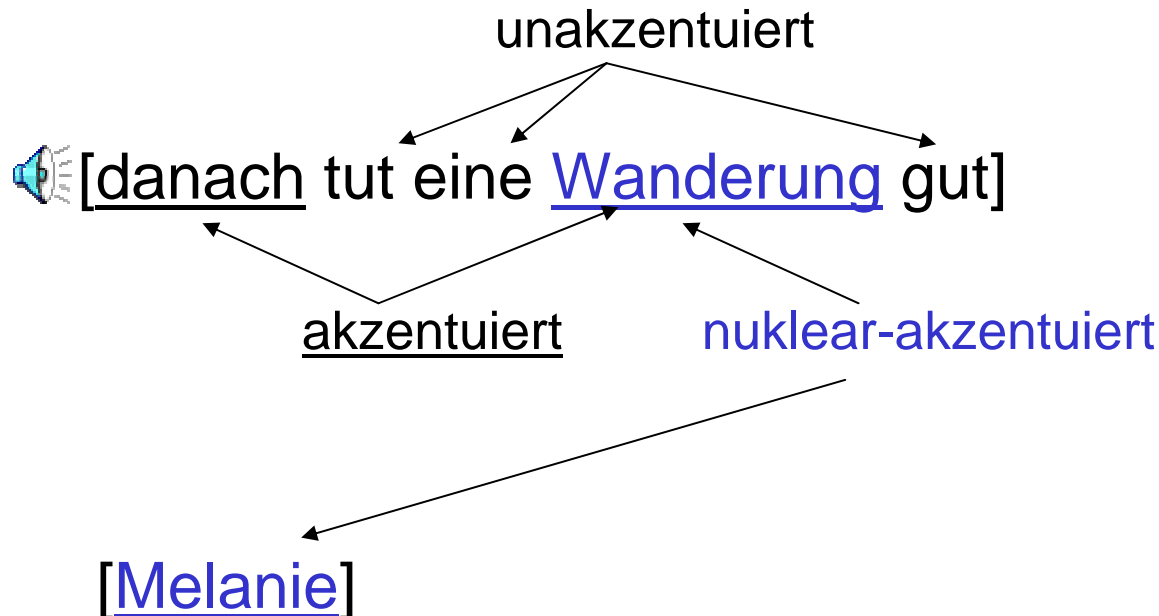 unakzentuiert
[danach tut eine Wanderung gut]
akzentuiert nuklear-akzentuiert
[Melanie]